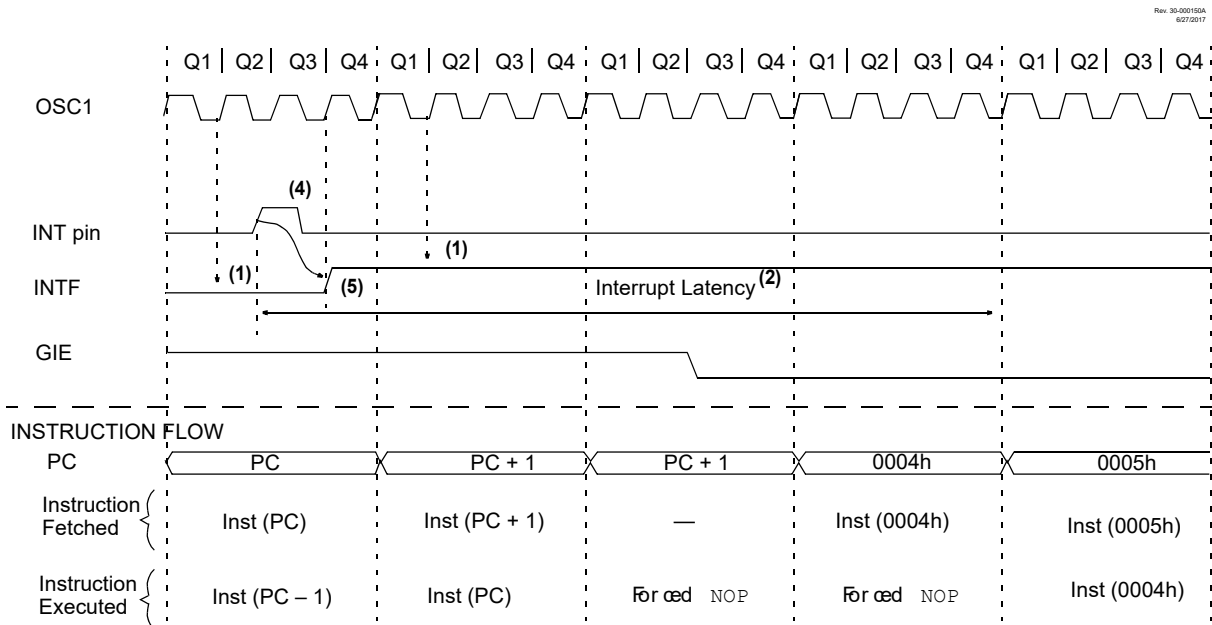 Rev. 30-000150A
6/27/2017
Q1 Q2 Q3 Q4 Q1 Q2 Q3 Q4 Q1 Q2 Q3 Q4 Q1 Q2 Q3 Q4 Q1 Q2 Q3 Q4
OSC1
(4)
INT pin
(1)
(1)
INTF
(5)
Interrupt Latency (2)
GIE
INSTRUCTION FLOW
PC PC PC + 1 PC + 1 0004h 0005h
Instruction
Fetched
Inst (PC) Inst (PC + 1) — Inst (0004h) Inst (0005h)
Instruction
Executed
Inst (PC – 1) Inst (PC) Forced NOP Forced NOP Inst (0004h)